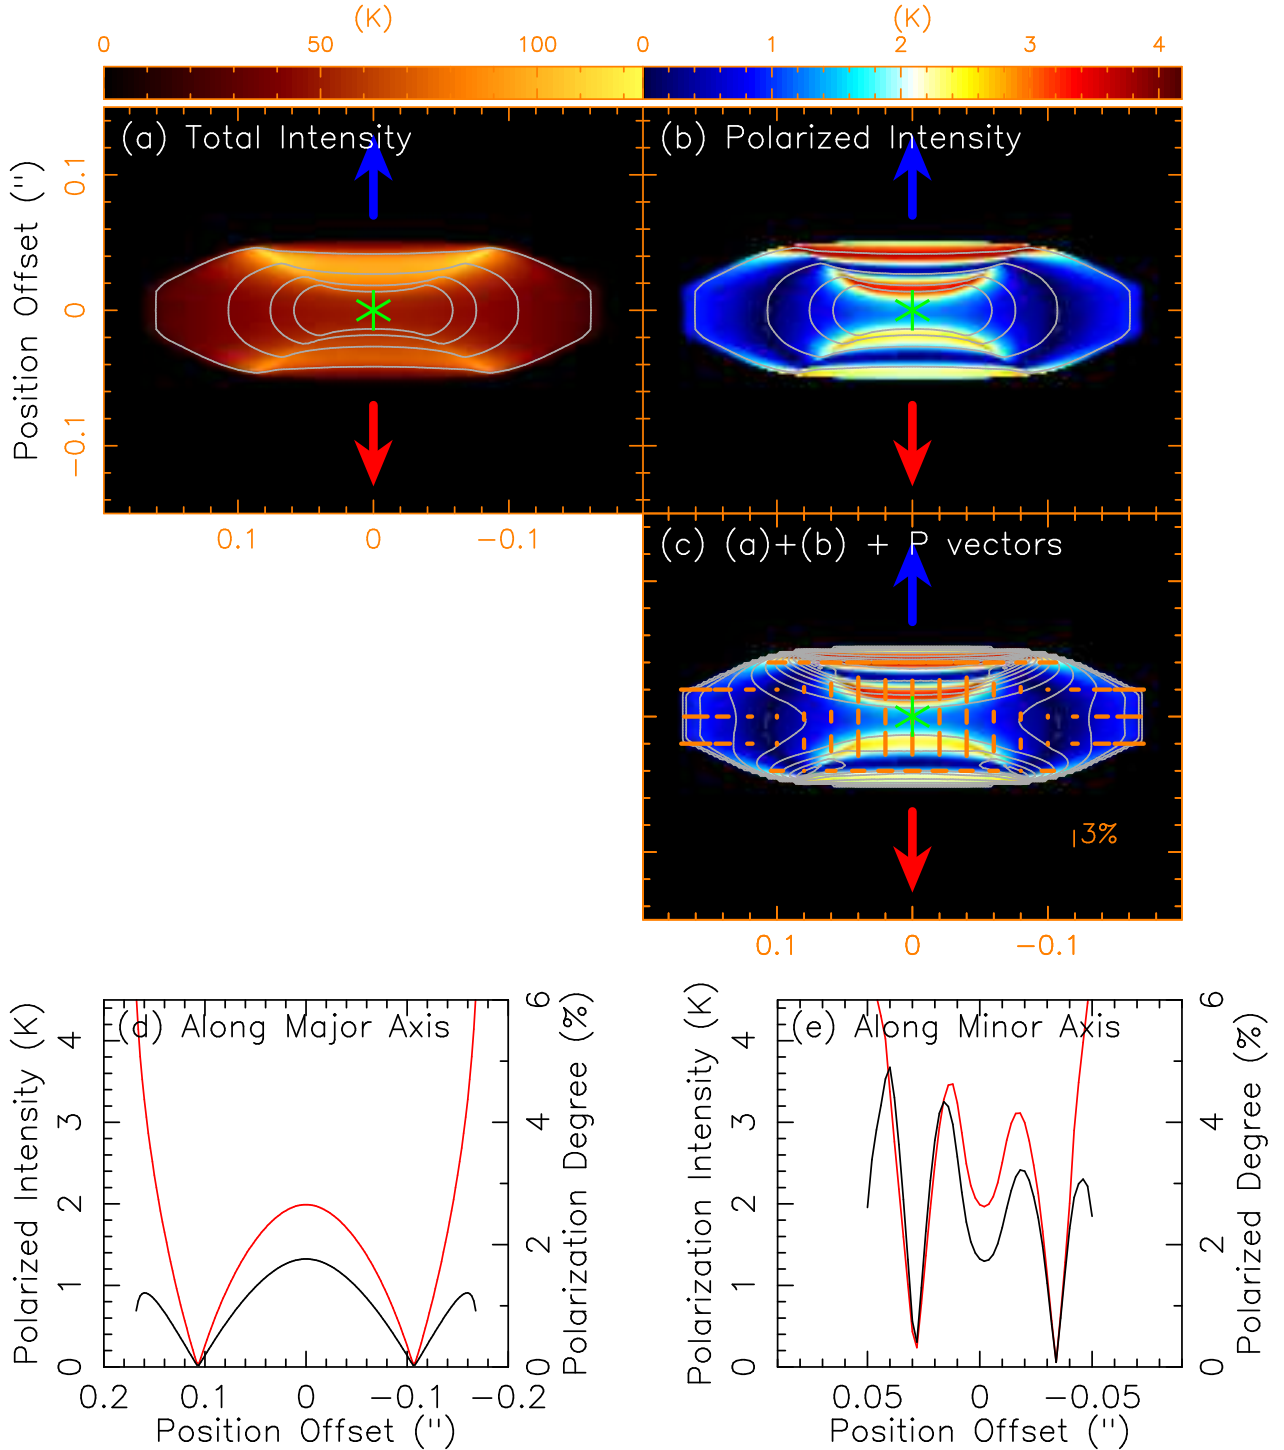 (K) (K)
0 50 100 0 1 2 3 4
(a) Total Intensity (b) Polarized Intensity
Position Offset (")
0.1
0
−0.1
0.1 0 −0.1
(c) (a)+(b) + P vectors
3%
0.1 0 −0.1
(d) Along Major Axis
Polarized Intensity (K)
0 1 2 3 4
Polarization Degree (%)
0 2 4 6
0.2 0.1 0 −0.1 −0.2
Position Offset (")
(e) Along Minor Axis
Polarization Intensity (K)
0 1 2 3 4
Polarized Degree (%)
0 2 4 6
0.05 0 −0.05
Position Offset (")